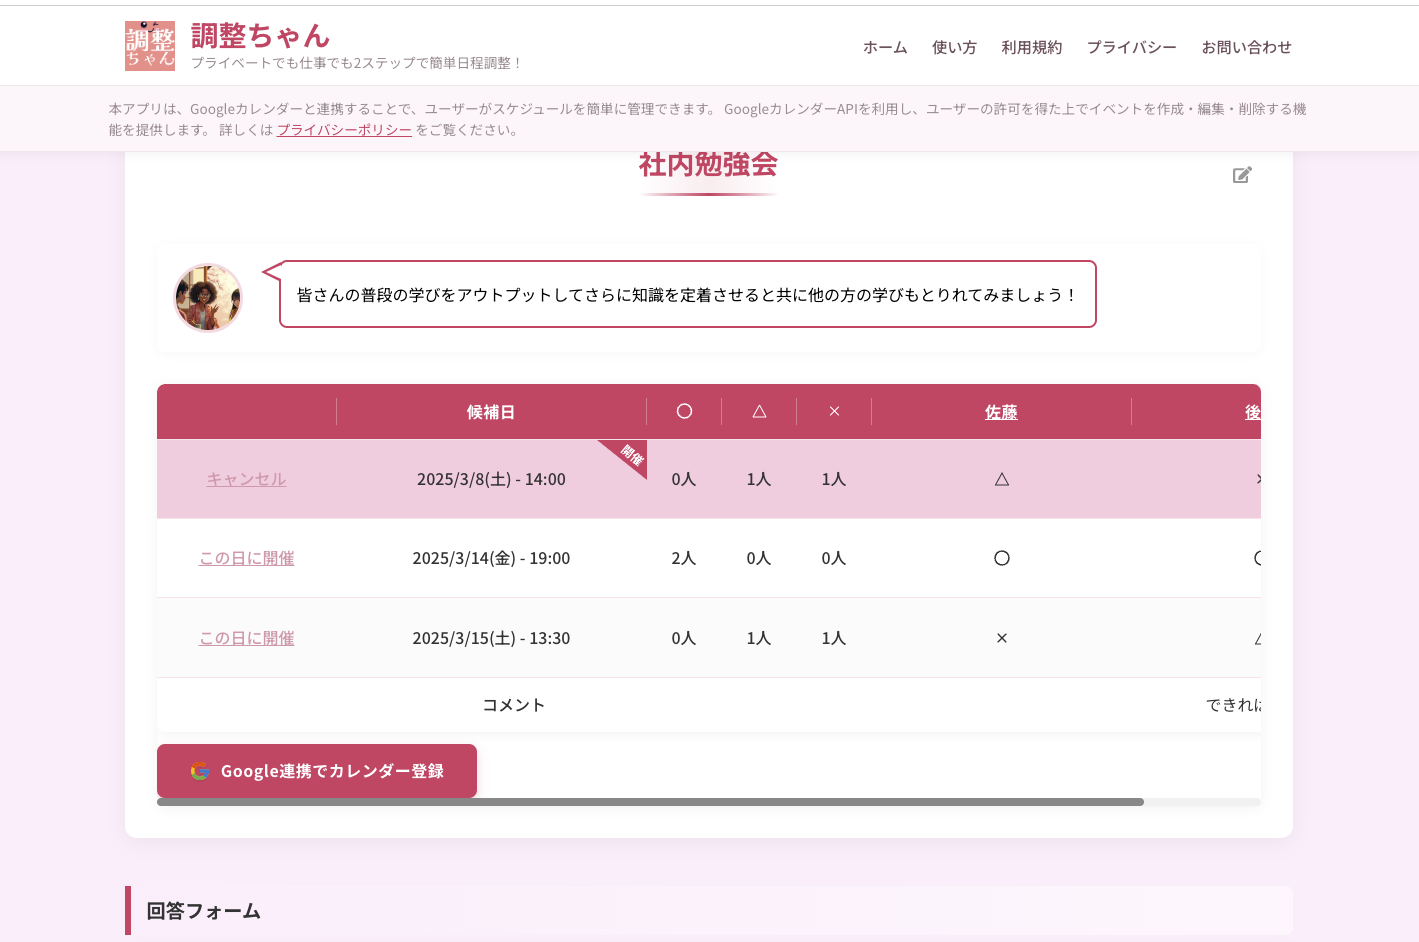 調整ちゃん
調整ちゃん
プライベートでも仕事でも2ステップで簡単日程調整！
ホーム 使い方 利用規約 プライバシー お問い合わせ
本アプリは、Googleカレンダーと連携することで、ユーザーがスケジュールを簡単に管理できます。 GoogleカレンダーAPIを利用し、ユーザーの許可を得た上でイベントを作成・編集・削除する機
能を提供します。 詳しくは プライバシーポリシー をご覧ください。
社内勉強会
皆さんの普段の学びをアウトプットしてさらに知識を定着させると共に他の方の学びもとりれてみましょう！
候補日 〇 △ × 佐藤 後
開催
キャンセル 2025/3/8(土) - 14:00 0人 1人 1人 △ ×
この日に開催 2025/3/14(金) - 19:00 2人 0人 0人 〇 〇
この日に開催 2025/3/15(土) - 13:30 0人 1人 1人 × △
コメント できれは
Google連携でカレンダー登録
回答フォーム